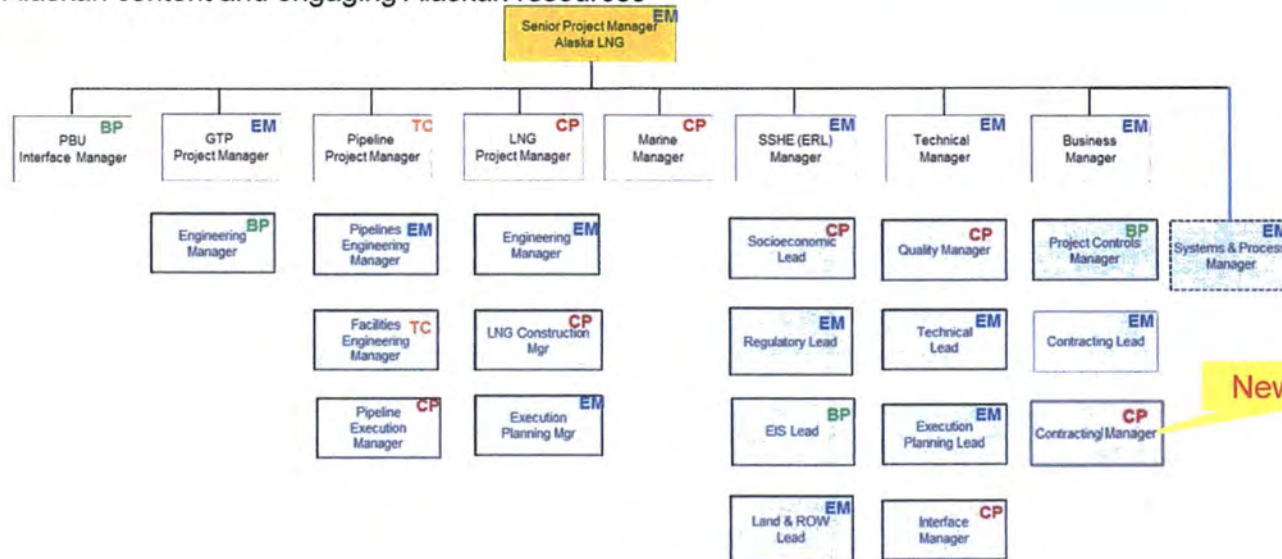 Alaskan content and engaging Alaskan resources
EM
Senior Project Manager
Alaska LNG
BP
PBU
Interface Manager
EM
GTP
Project Manager
TC
Pipeline
Project Manager
CP
LNG
Project Manager
CP
Marine
Manager
EM
SSHE (ERL)
Manager
EM
Technical
Manager
EM
Business
Manager
BP
Engineering
Manager
EM
Pipelines
Engineering
Manager
EM
Engineering
Manager
CP
Socioeconomic
Lead
CP
Quality Manager
BP
Project Controls
Manager
EM
Systems & Process
Manager
TC
Facilities
Engineering
Manager
CP
LNG Construction
Mgr
EM
Regulatory Lead
EM
Technical
Lead
EM
Contracting Lead
New
CP
Pipeline
Execution
Manager
EM
Execution
Planning Mgr
BP
EIS Lead
EM
Execution
Planning Lead
CP
Contracting/Manager
EM
Land & ROW
Lead
CP
Interface
Manager